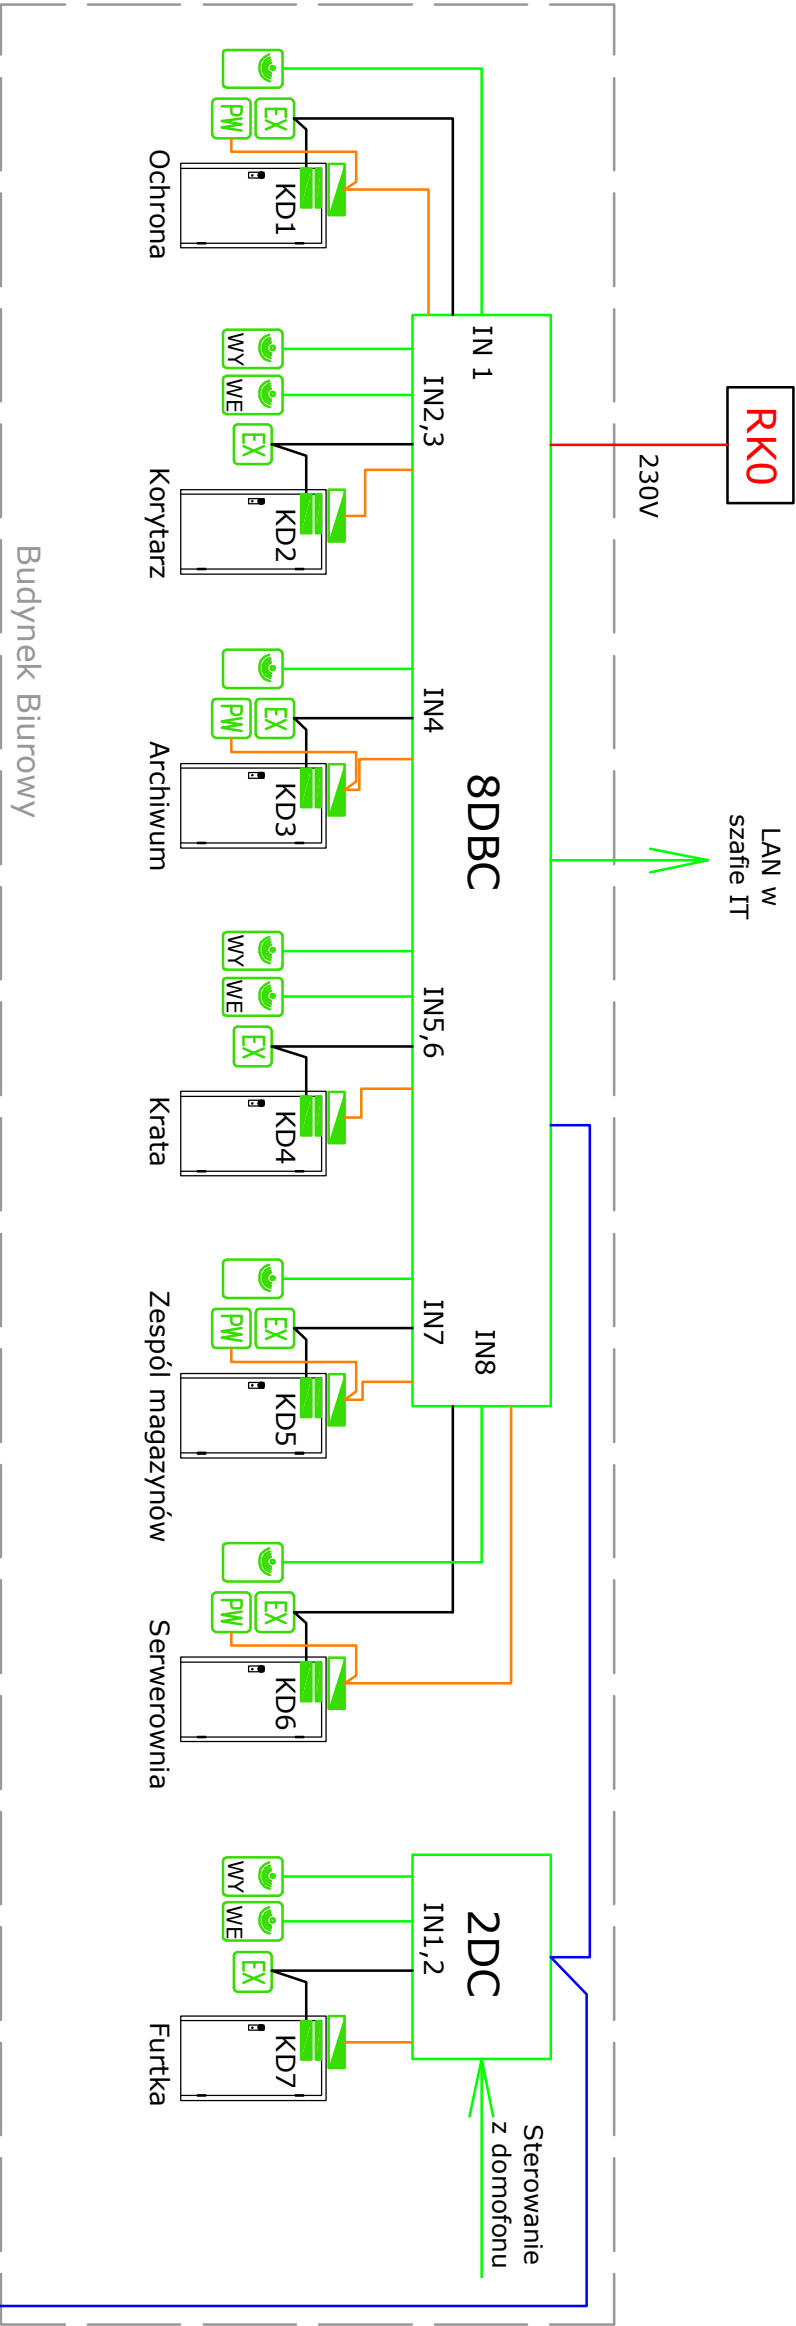 RK0
230V
LAN w
szafie IT
8DBC
IN 1
IN2,3
IN4
IN5,6
IN7
IN8
2DC
IN1,2
Sterowanie
z domofonu
EX
PW
KD1
Ochrona
WY
WE
EX
KD2
Korytarz
EX
PW
KD3
Archiwum
WY
WE
EX
KD4
Krata
EX
PW
KD5
Zespól magazynów
EX
PW
KD6
Serwerownia
WY
WE
EX
KD7
Furtka
Budynek Biurowy